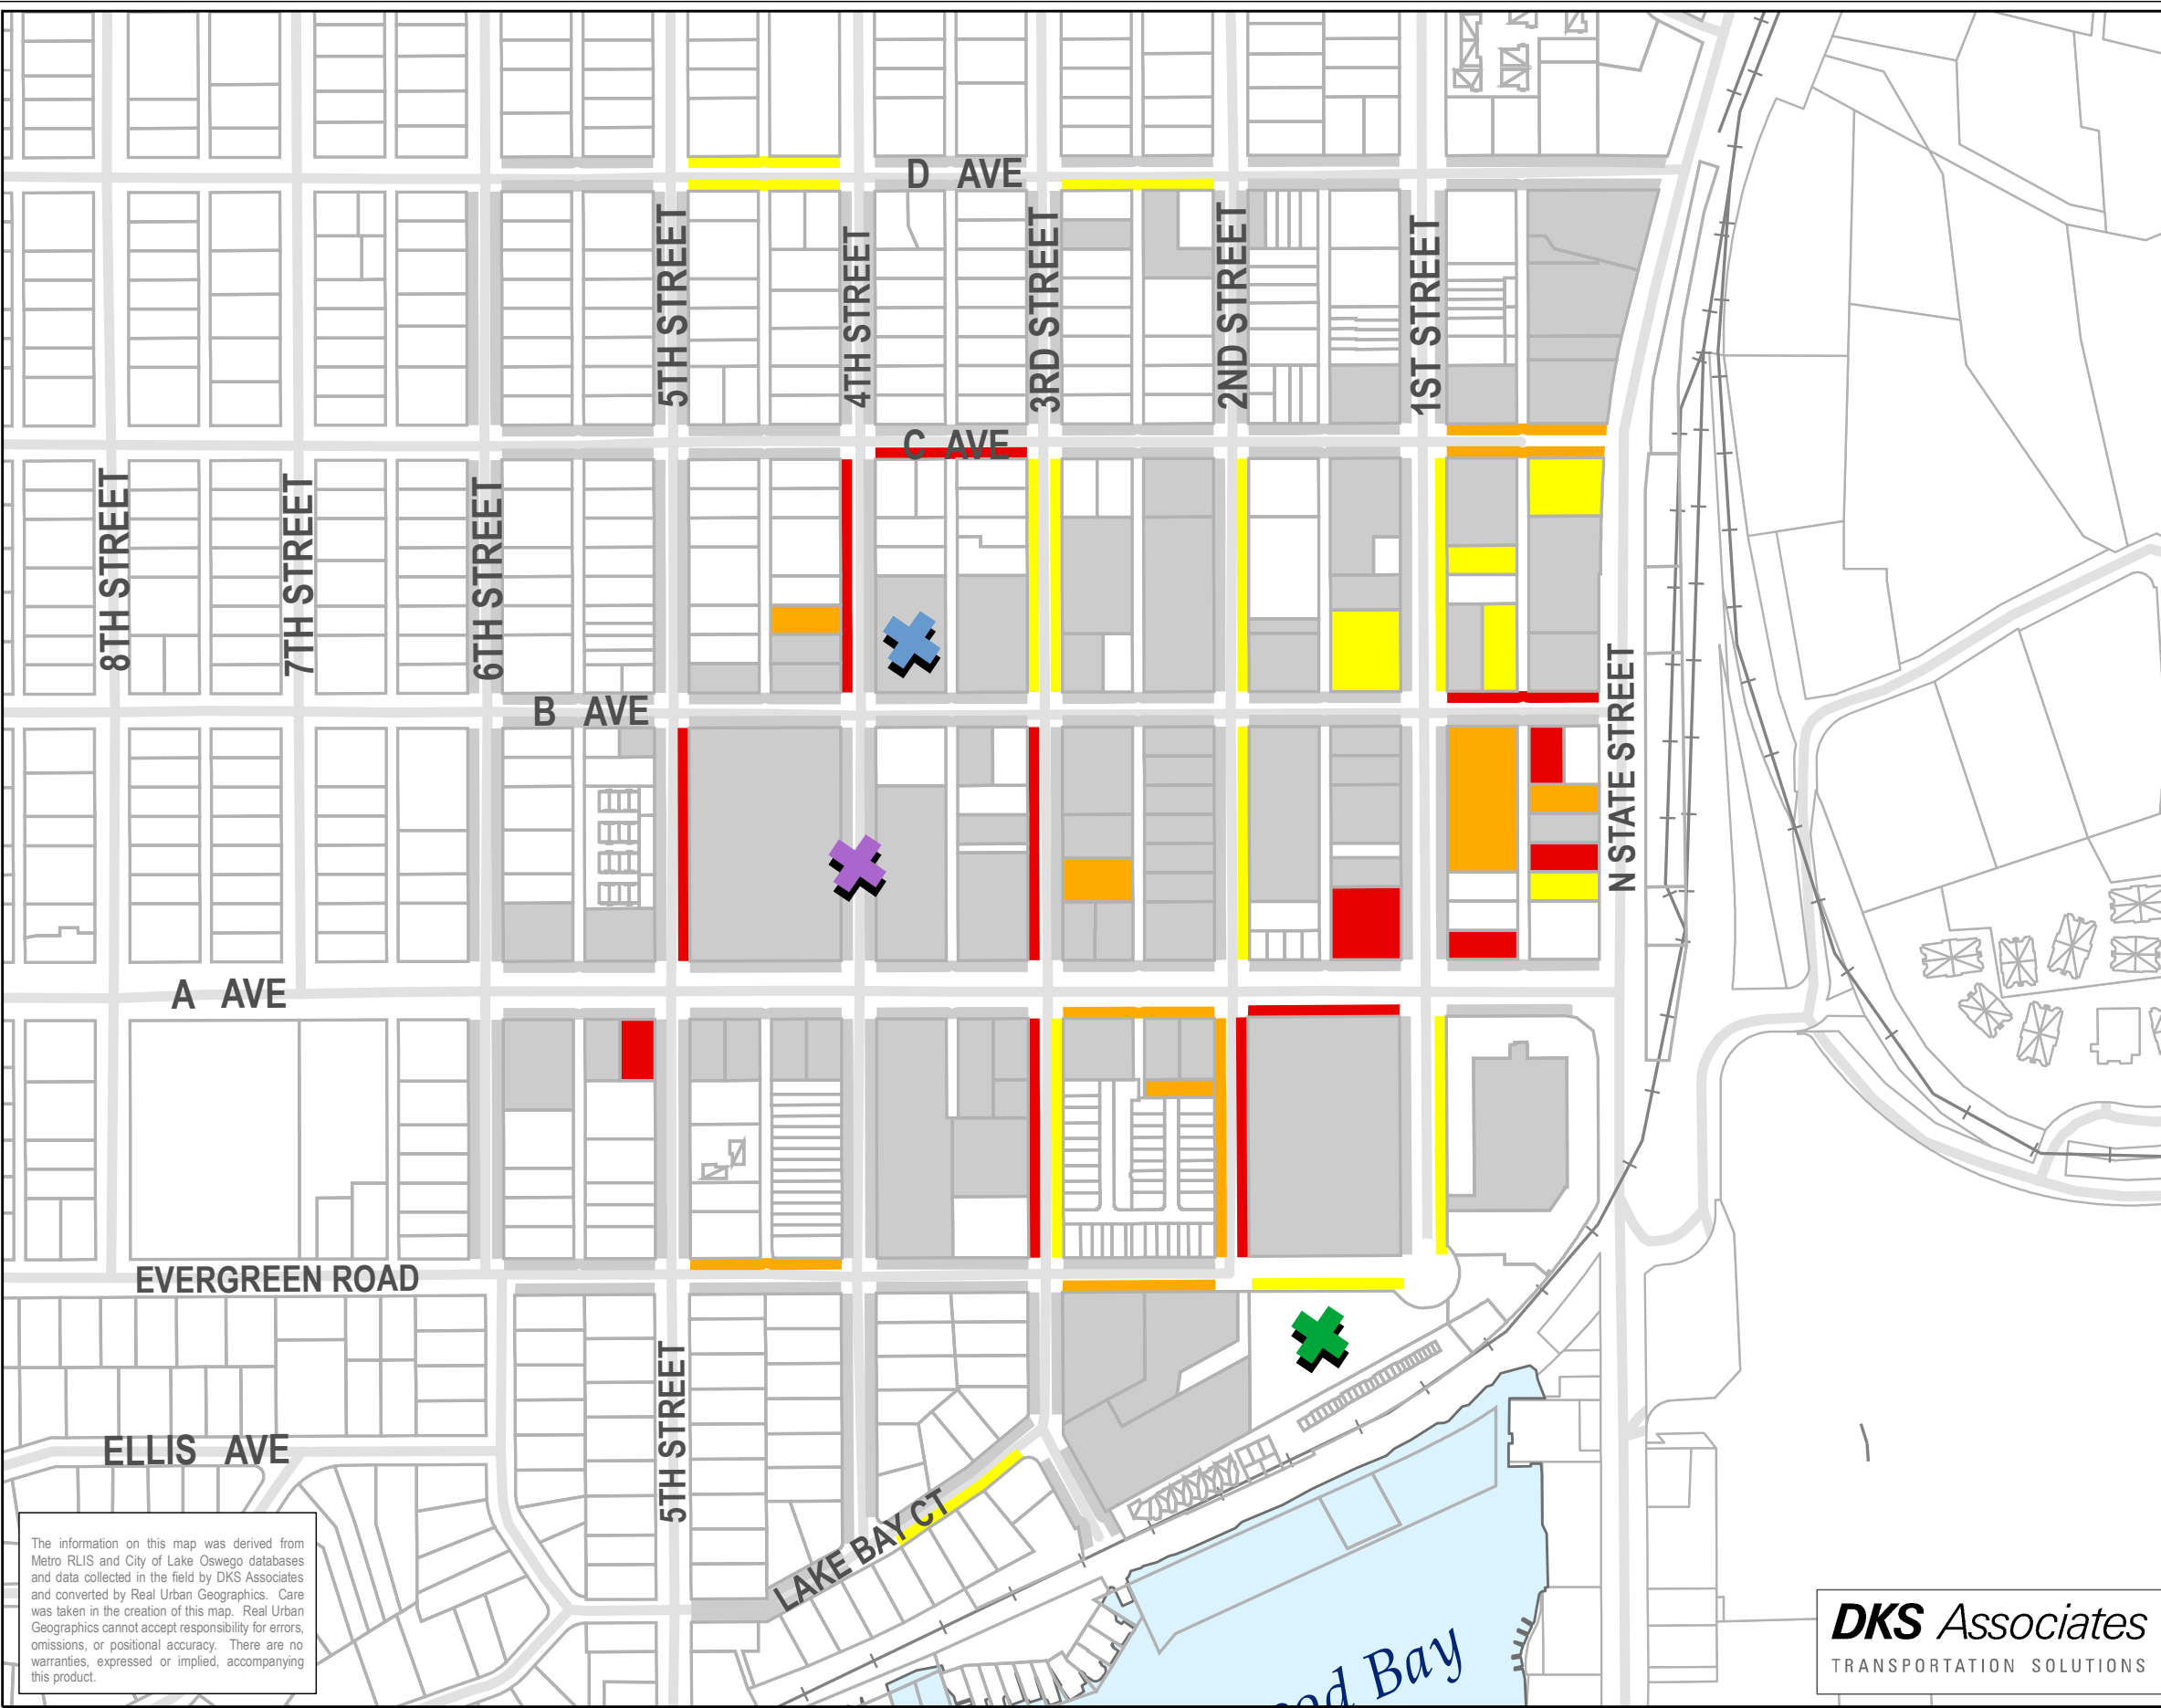 D AVE
5TH STREET
4TH STREET
3RD STREET
2ND STREET
1ST STREET
C AVE
8TH STREET
7TH STREET
6TH STREET
N STATE STREET
B AVE
A AVE
EVERGREEN ROAD
5TH STREET
ELLIS AVE
LAKE BAY CT
The information on this map was derived from
Metro RLIS and City of Lake Oswego databases
and data collected in the field by DKS Associates
and converted by Real Urban Geographics. Care
was taken in the creation of this map. Real Urban
Geographics cannot accept responsibility for errors,
omissions, or positional accuracy. There are no
warranties, expressed or implied, accompanying
this product.
DKS Associates
TRANSPORTATION SOLUTIONS
Bay